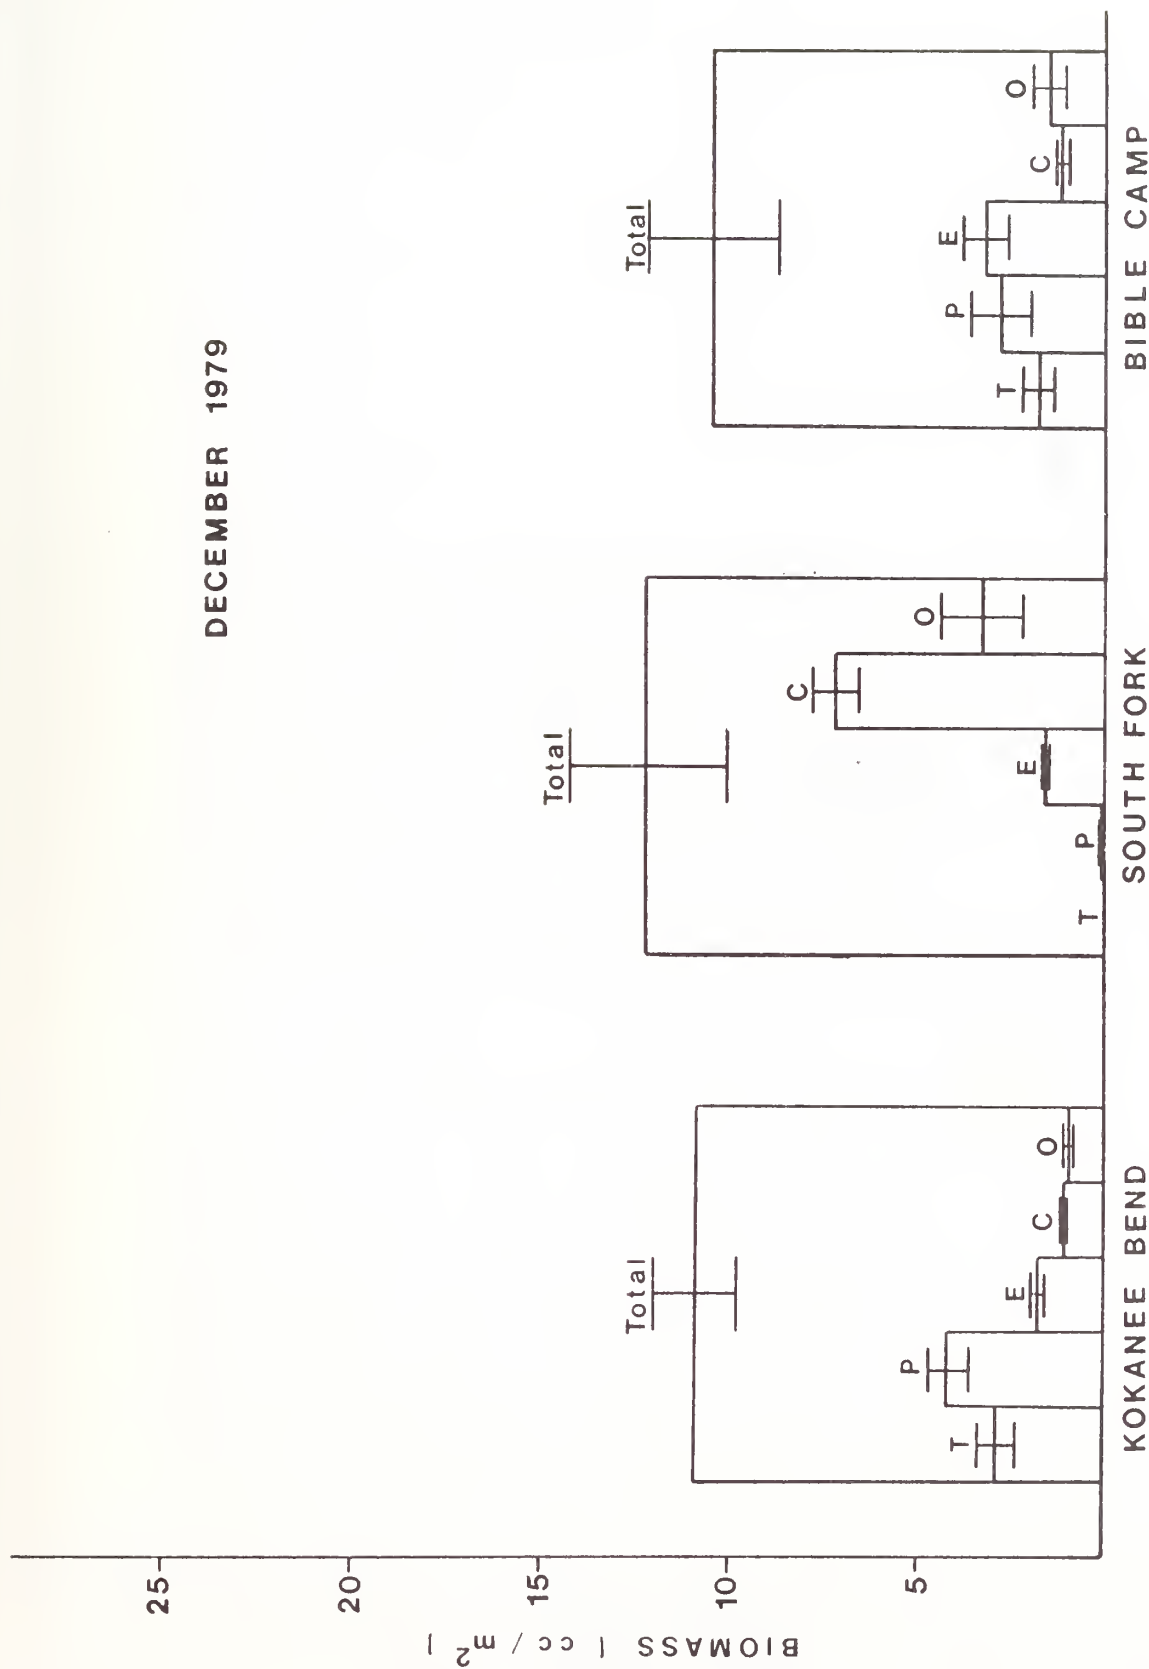 DECEMBER 1979
BIOMASS ( cc / m² )
25
20
15
10
5
Total
T
P
E
C
O
KOKANEE BEND
Total
T
P
E
C
O
SOUTH FORK
Total
T
P
E
C
O
BIBLE CAMP